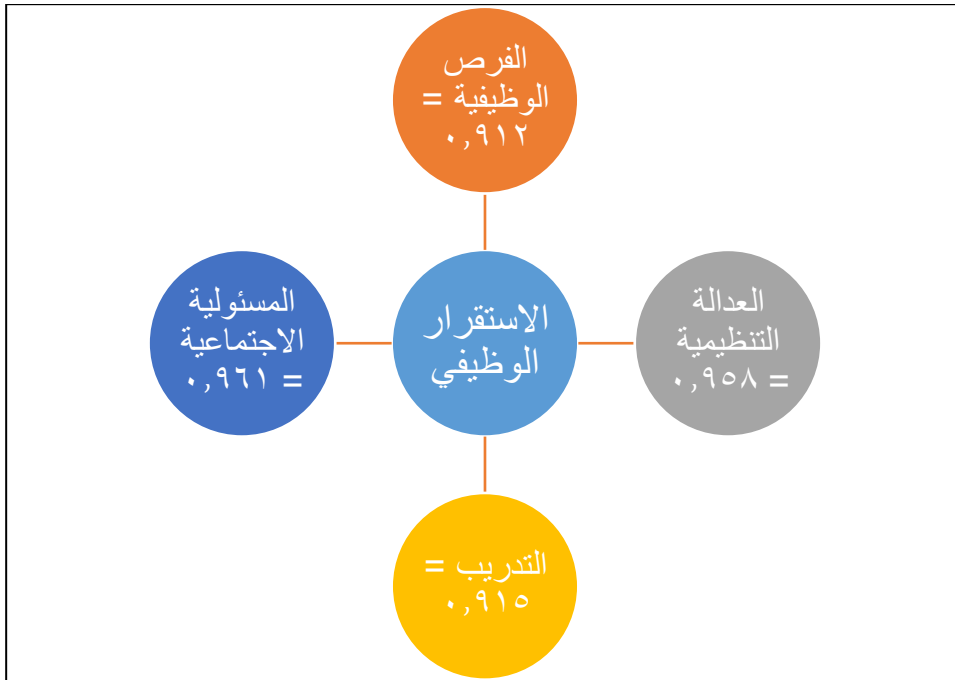 الفرص
الوظيفية =
٠,٩١٢
العدالة
التنظيمية
= ٠,٩٥٨
الاستقرار
الوظيفي
المسئولية
الاجتماعية
= ٠,٩٦١
التدريب =
٠,٩١٥